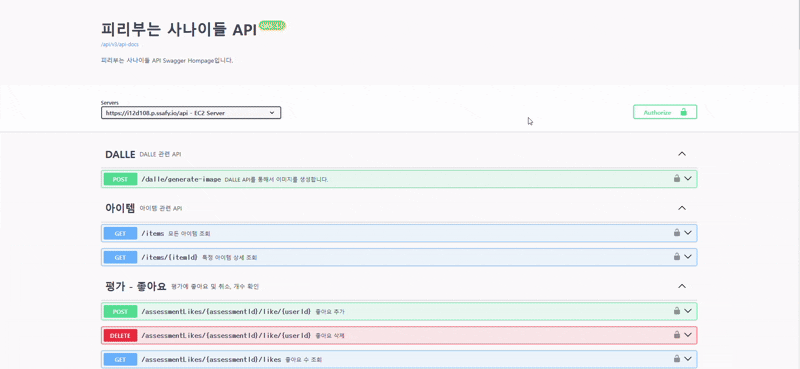 피리부는 사나이들 API
/api/v3/api-docs
피리부는 사나이들 API Swagger Hompage입니다.
Servers
https://i12d108.p.ssafy.io/api - EC2 Server
Authorize
DALLE DALLE 관련 API
POST /dalle/generate-image DALLE API를 통해서 이미지를 생성합니다.
아이템 아이템 관련 API
GET /items 모든 아이템 조회
GET /items/{itemId} 특정 아이템 상세 조회
평가 - 좋아요 평가에 좋아요 및 취소, 개수 확인
POST /assessmentLikes/{assessmentId}/like/{userId} 좋아요 추가
DELETE /assessmentLikes/{assessmentId}/like/{userId} 좋아요 삭제
GET /assessmentLikes/{assessmentId}/likes 좋아요 수 조회